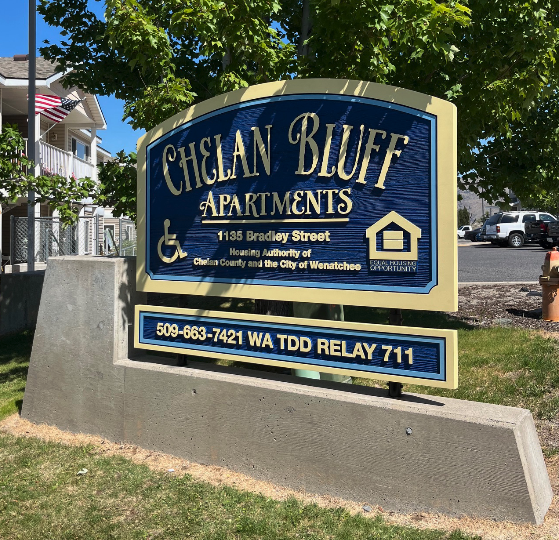 CHELAN BLUFF
APARTMENTS
1135 Bradley Street
Housing Authority of
Chelan County and the City of Wenatchee
EQUAL HOUSING
OPPORTUNITY
509-663-7421 WA TDD RELAY 711